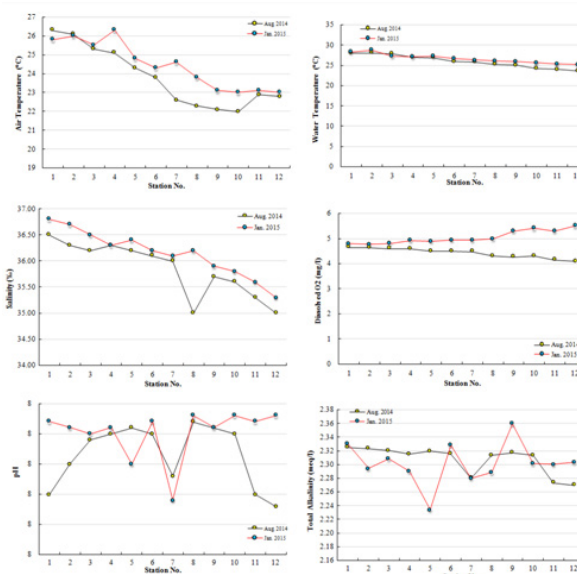 27
26
25
24
23
22
21
20
19
Air Temperature (°C)
Aug 2014
Jan. 2015
1 2 3 4 5 6 7 8 9 10 11 12
Station No.
35
30
25
20
15
10
5
0
Water Temperature (°C)
Aug 2014
Jan. 2015
1 2 3 4 5 6 7 8 9 10 11 12
Station No.
37.00
36.50
36.00
35.50
35.00
34.50
34.00
Salinity (‰)
Aug. 2014
Jan. 2015
1 2 3 4 5 6 7 8 9 10 11 12
Station No.
6
5
4
3
2
1
0
Dissolved O2 (mg/l)
Aug. 2014
Jan. 2015
1 2 3 4 5 6 7 8 9 10 11 12
Station No.
8
8
8
8
8
8
pH
Aug 2014
Jan. 2015
1 2 3 4 5 6 7 8 9 10 11 12
Station No.
2.38
2.36
2.34
2.32
2.30
2.28
2.26
2.24
2.22
2.20
2.18
2.16
Total Alkalinity (meq/l)
Aug. 2014
Jan. 2015
1 2 3 4 5 6 7 8 9 10 11 12